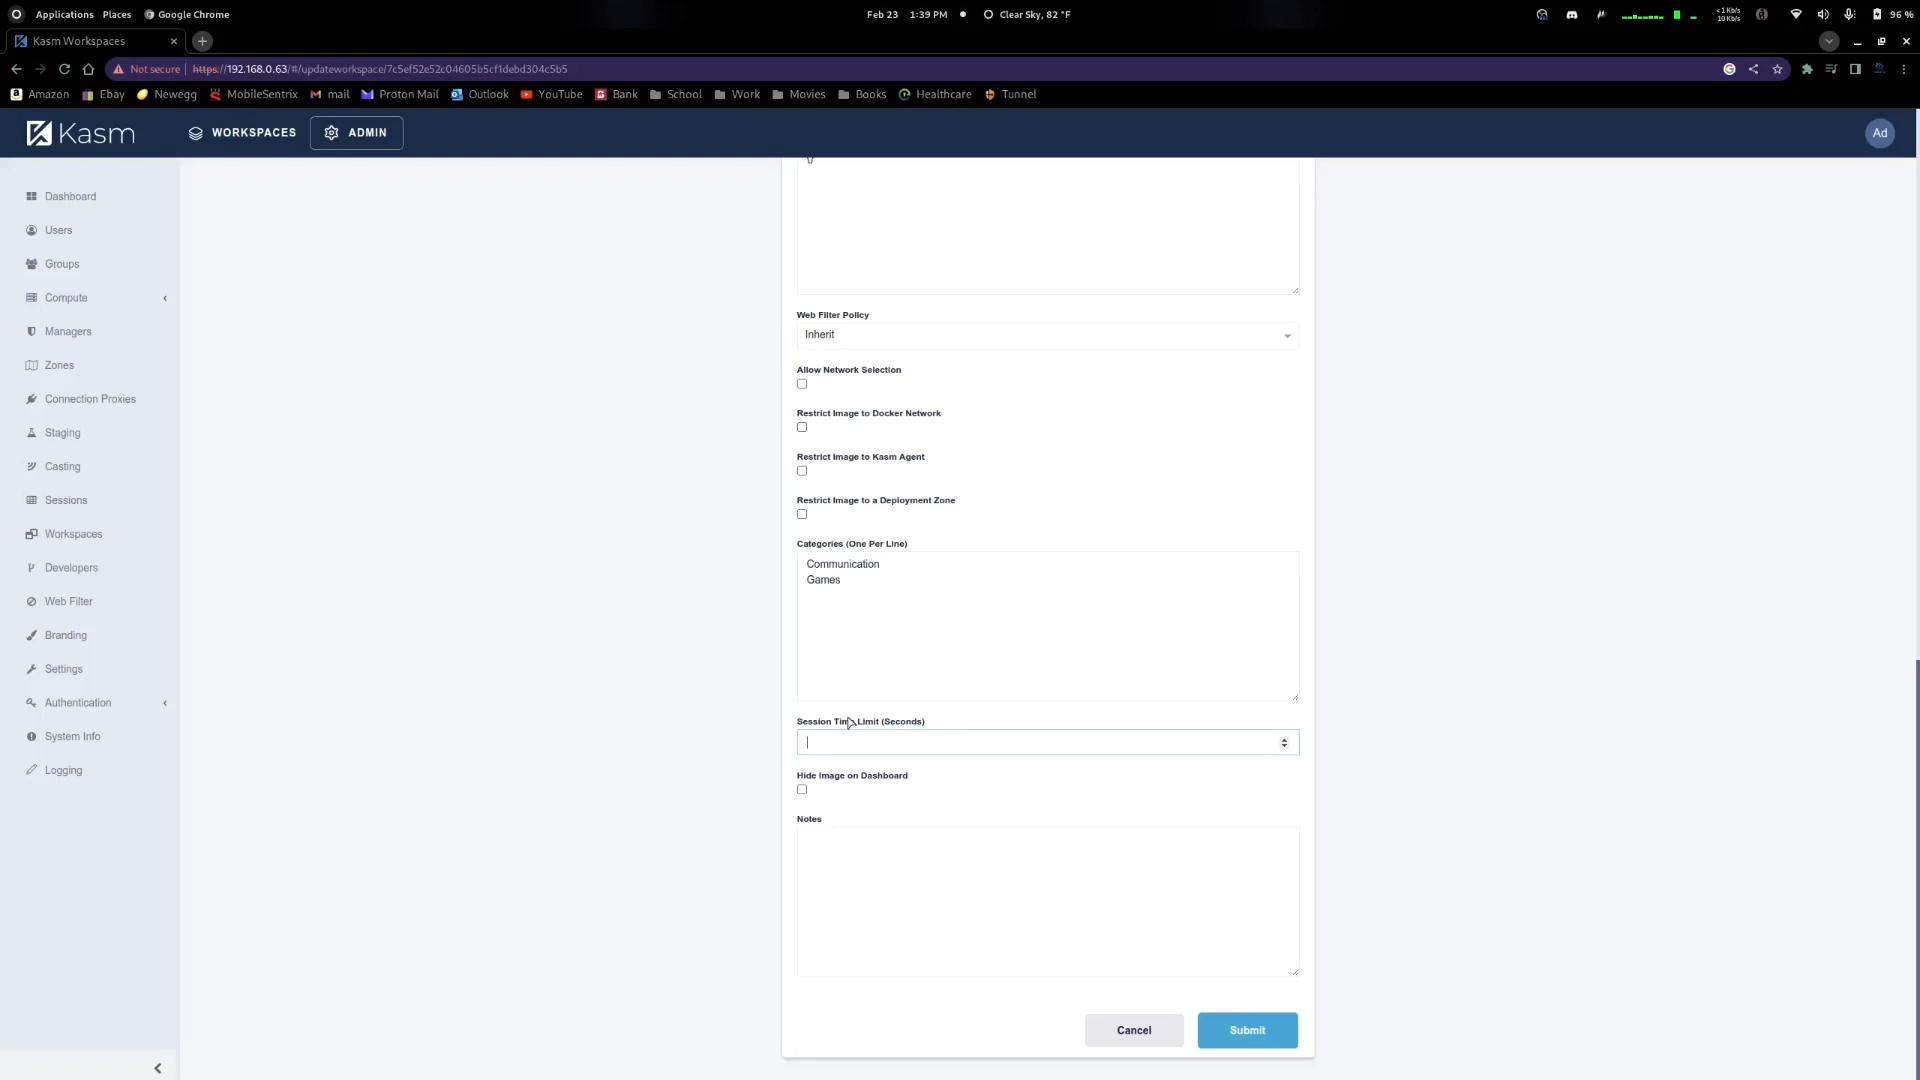 Applications Places Google Chrome Feb 23 1:39 PM Clear Sky, 82 °F <1 Kb/s 10 Kb/s 96 %
Kasm Workspaces
Not secure https://192.168.0.63/#/updateworkspace/7c5ef52e52c04605b5cf1debd304c5b5
Amazon Ebay Newegg MobileSentrix mail Proton Mail Outlook YouTube Bank School Work Movies Books Healthcare Tunnel
Kasm WORKSPACES ADMIN Ad
Dashboard
Users
Groups
Compute
Managers
Zones
Connection Proxies
Staging
Casting
Sessions
Workspaces
Developers
Web Filter
Branding
Settings
Authentication
System Info
Logging
Web Filter Policy
Inherit
Allow Network Selection
Restrict Image to Docker Network
Restrict Image to Kasm Agent
Restrict Image to a Deployment Zone
Categories (One Per Line)
Communication
Games
Session Time Limit (Seconds)
Hide Image on Dashboard
Notes
Cancel Submit